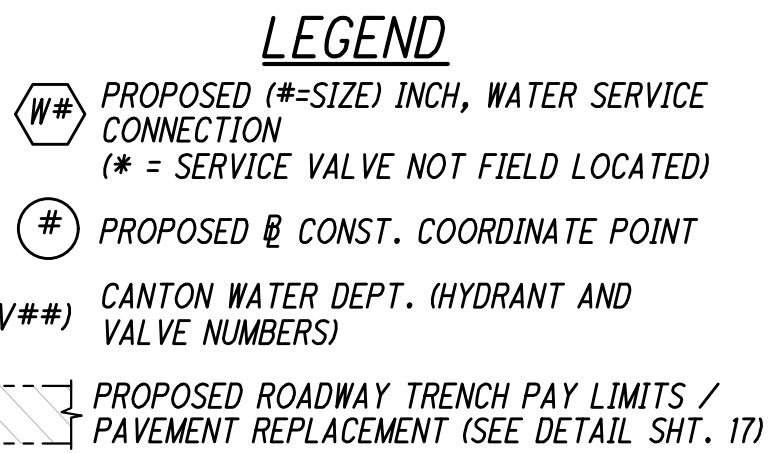 LEGEND
W# PROPOSED (#=SIZE) INCH, WATER SERVICE
CONNECTION
(* = SERVICE VALVE NOT FIELD LOCATED)
# PROPOSED ⅊ CONST. COORDINATE POINT
V##) CANTON WATER DEPT. (HYDRANT AND
VALVE NUMBERS)
PROPOSED ROADWAY TRENCH PAY LIMITS /
PAVEMENT REPLACEMENT (SEE DETAIL SHT. 17)